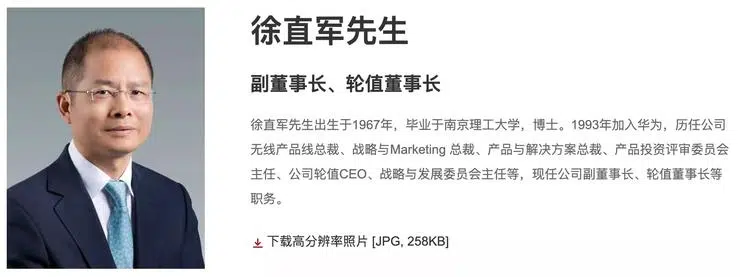 徐直军先生
副董事长、轮值董事长
徐直军先生出生于1967年，毕业于南京理工大学，博士。1993年加入华为，历任公司
无线产品线总裁、战略与Marketing 总裁、产品与解决方案总裁、产品投资评审委员会
主任、公司轮值CEO、战略与发展委员会主任等，现任公司副董事长、轮值董事长等
职务。
下载高分辨率照片 [JPG, 258KB]